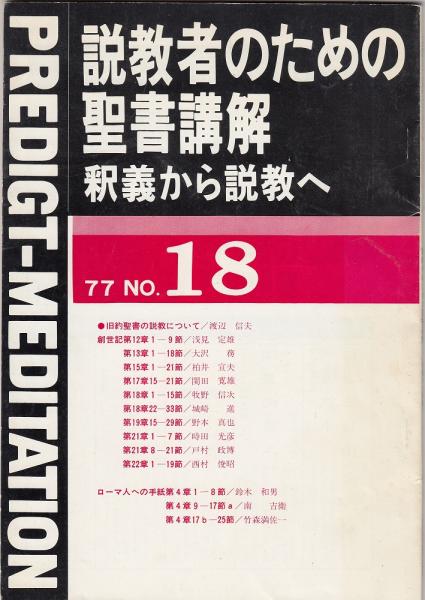 PREDIGT-MEDITATION
説教者のための
聖書講解
釈義から説教へ
77 NO. 18
●旧約聖書の説教について／渡辺 信夫
創世記第12章1―9節／浅見 定雄
第13章1―18節／大沢 務
第15章1―21節／柏井 宣夫
第17章15―21節／関田 寛雄
第18章1―15節／牧野 信次
第18章22―33節／城崎 進
第19章15―29節／野本 真也
第21章1―7節／時田 光彦
第21章8―21節／戸村 政博
第22章1―19節／西村 俊昭
ローマ人への手紙第4章1―8節／鈴木 和男
第4章9―17節a／南 吉衛
第4章17b―25節／竹森満佐一